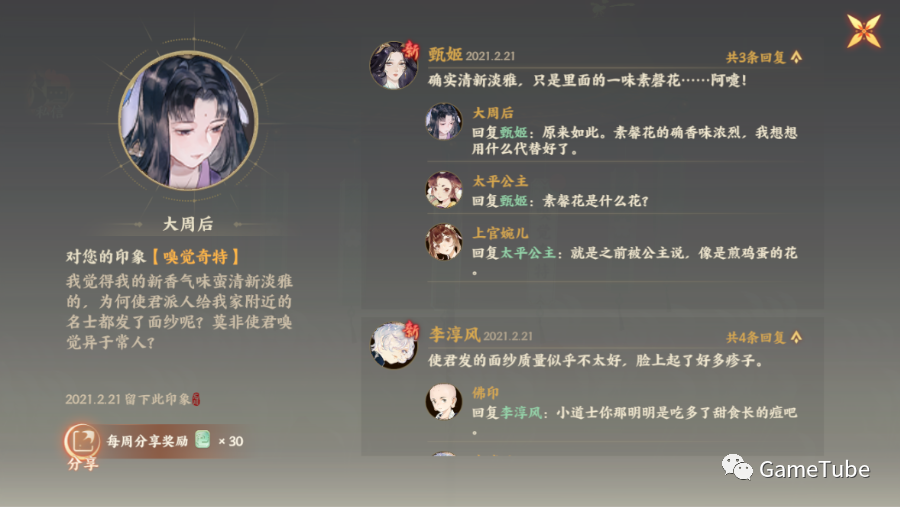 大周后
对您的印象【嗅觉奇特】
我觉得我的新香气味蛮清新淡雅
的，为何使君派人给我家附近的
名士都发了面纱呢？莫非使君嗅
觉异于常人？
2021.2.21 留下此印象
每周分享奖励 ×30
分享
新
甄姬 2021.2.21
共3条回复
确实清新淡雅，只是里面的一味素馨花……阿嚏！
大周后
回复甄姬：原来如此。素馨花的确香味浓烈，我想想
用什么代替好了。
太平公主
回复甄姬：素馨花是什么花？
上官婉儿
回复太平公主：就是之前被公主说，像是煎鸡蛋的花
。
新
李淳风 2021.2.21
共4条回复
使君发的面纱质量似乎不太好，脸上起了好多疹子。
佛印
回复李淳风：小道士你那明明是吃多了甜食长的痘吧
。
GameTube